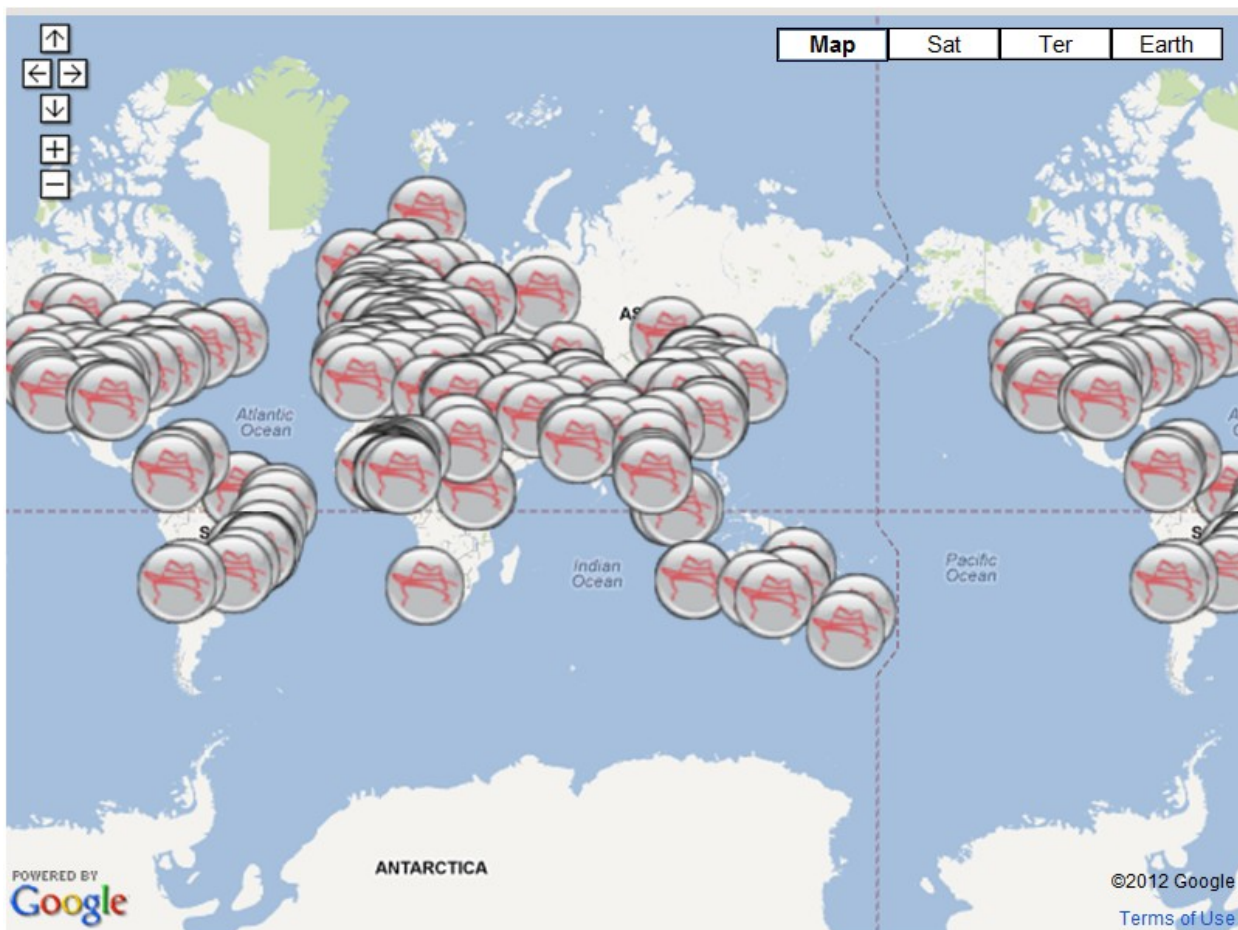 Map Sat Ter Earth
AS
Atlantic
Ocean
A
S
S
Indian
Ocean
Pacific
Ocean
ANTARCTICA
POWERED BY
Google
©2012 Google
Terms of Use